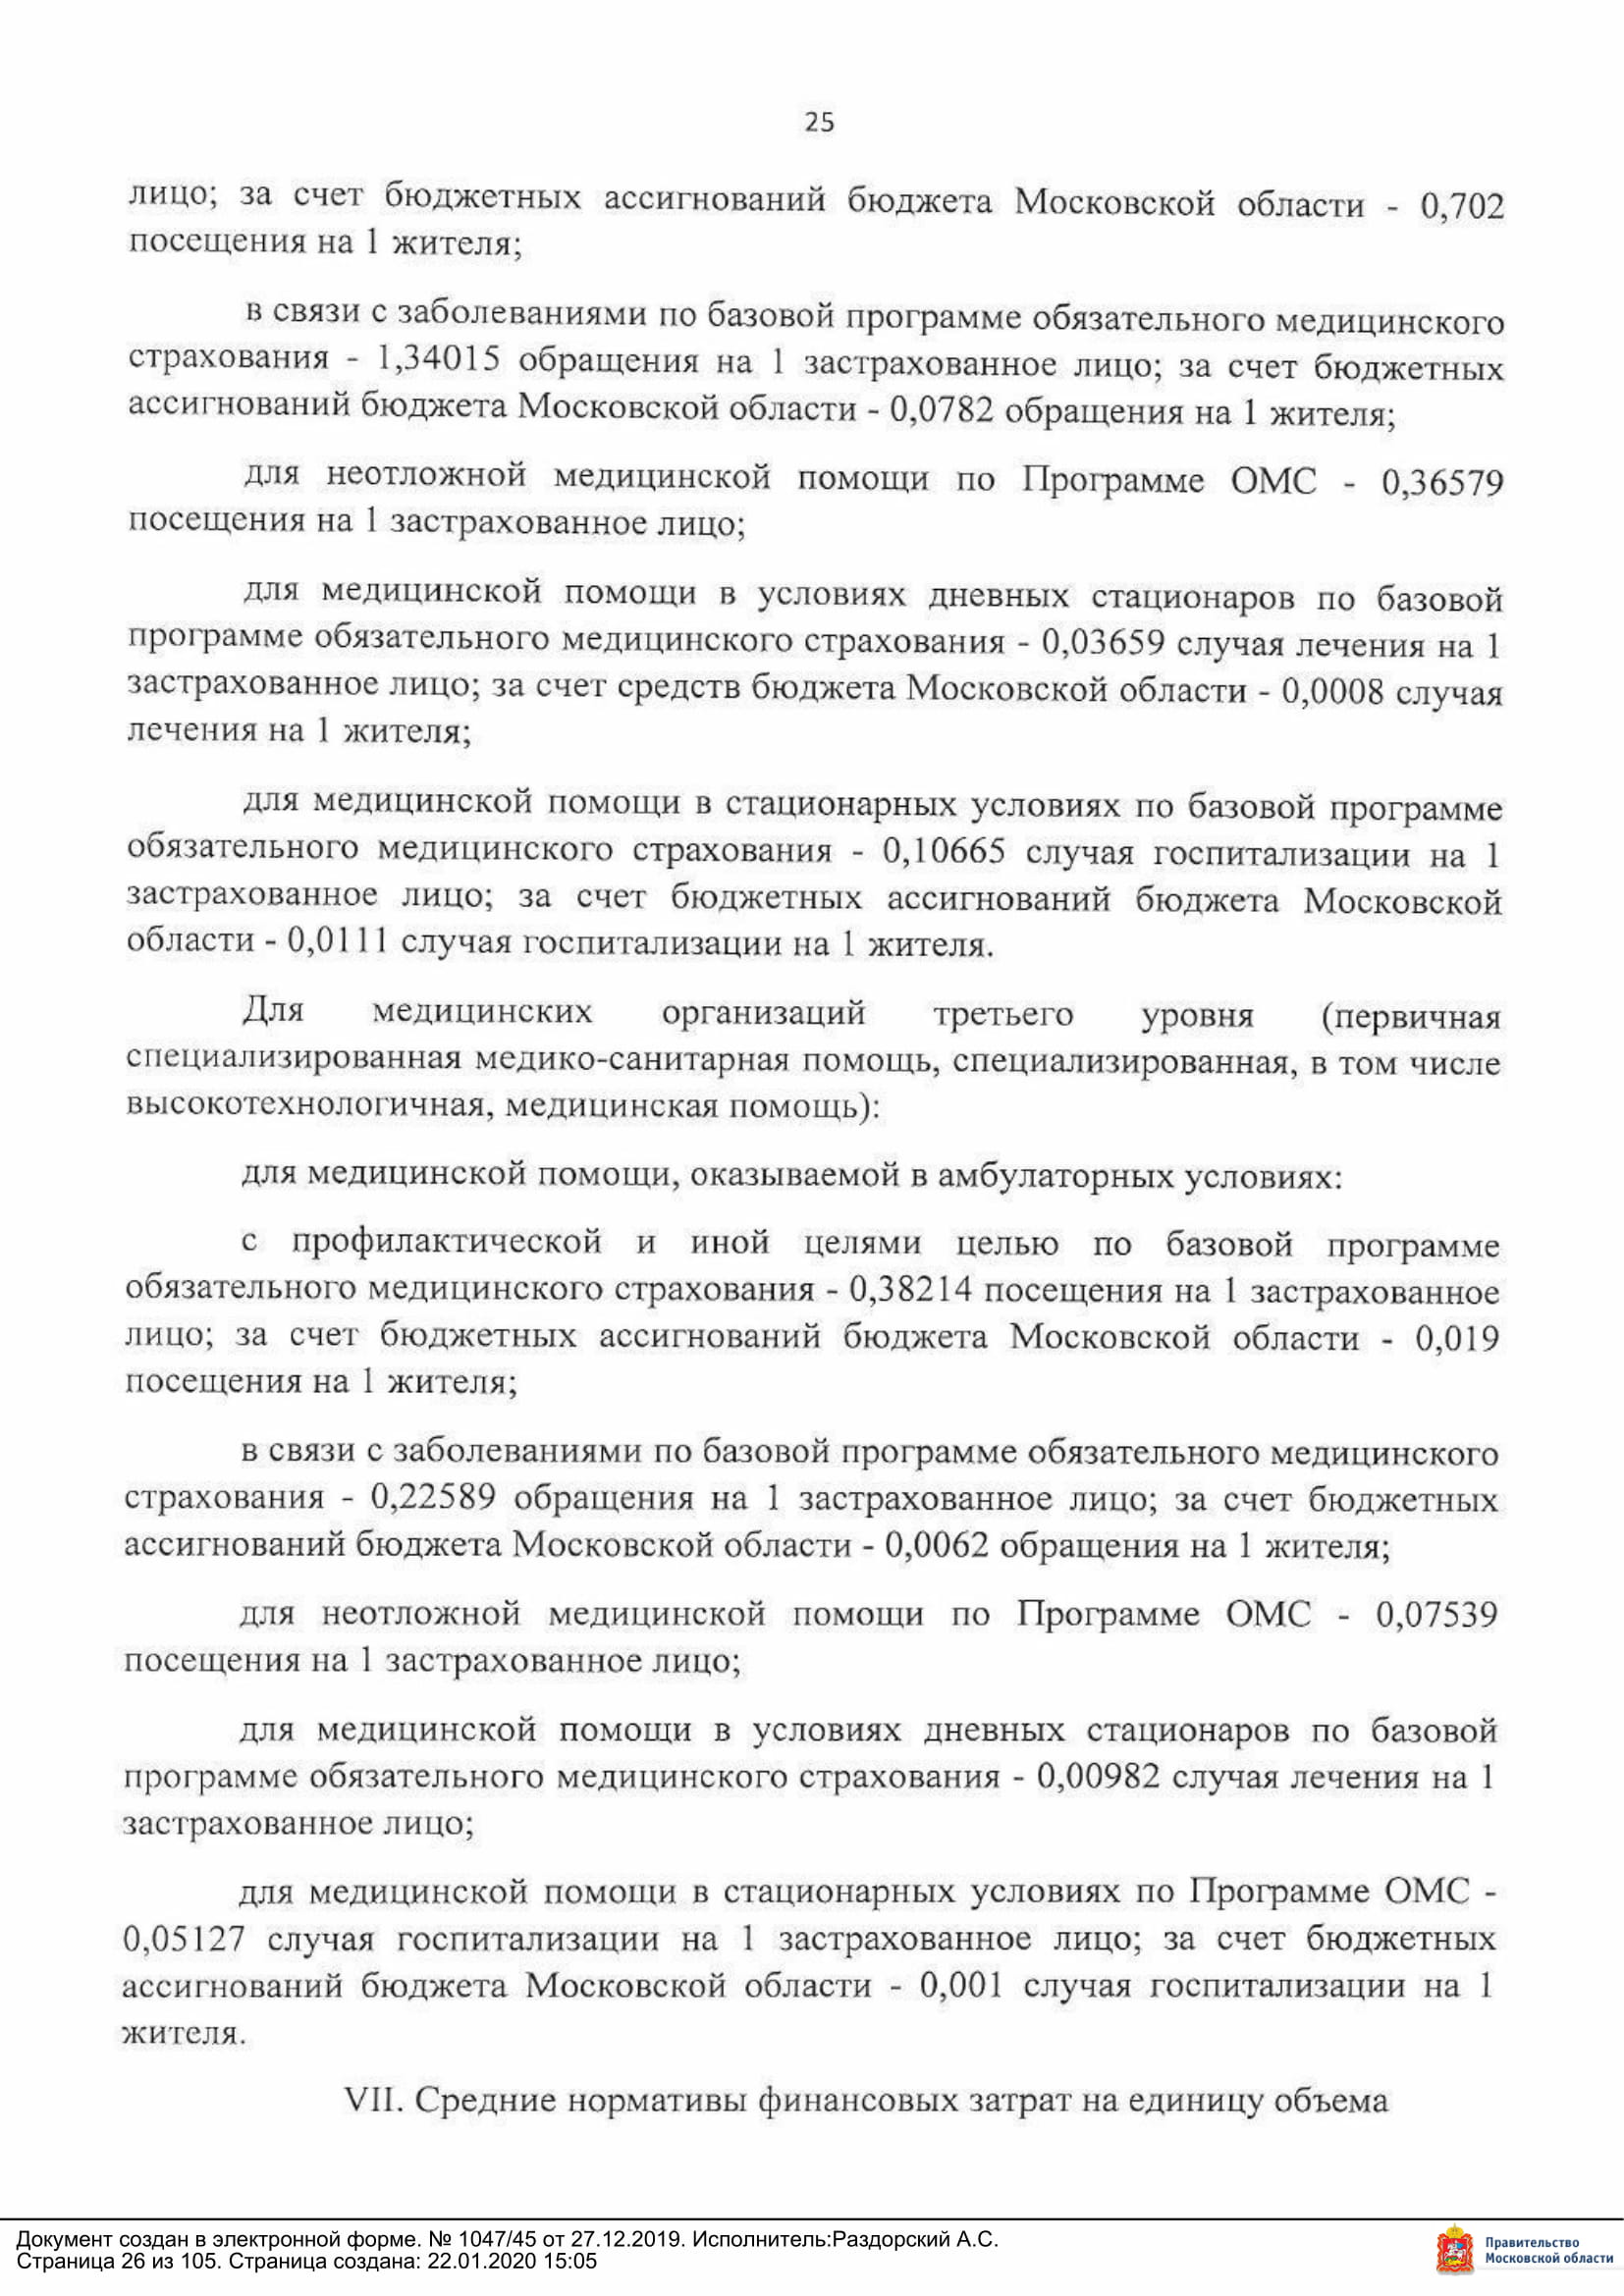 25
лицо; за счет бюджетных ассигнований бюджета Московской области - 0,702
посещения на 1 жителя;
в связи с заболеваниями по базовой программе обязательного медицинского
страхования - 1,34015 обращения на 1 застрахованное лицо; за счет бюджетных
ассигнований бюджета Московской области - 0,0782 обращения на 1 жителя;
для неотложной медицинской помощи по Программе ОМС - 0,36579
посещения на 1 застрахованное лицо;
для медицинской помощи в условиях дневных стационаров по базовой
программе обязательного медицинского страхования - 0,03659 случая лечения на 1
застрахованное лицо; за счет средств бюджета Московской области - 0,0008 случая
лечения на 1 жителя;
для медицинской помощи в стационарных условиях по базовой программе
обязательного медицинского страхования - 0,10665 случая госпитализации на 1
застрахованное лицо; за счет бюджетных ассигнований бюджета Московской
области - 0,0111 случая госпитализации на 1 жителя.
Для медицинских организаций третьего уровня (первичная
специализированная медико-санитарная помощь, специализированная, в том числе
высокотехнологичная, медицинская помощь):
для медицинской помощи, оказываемой в амбулаторных условиях:
с профилактической и иной целями целью по базовой программе
обязательного медицинского страхования - 0,38214 посещения на 1 застрахованное
лицо; за счет бюджетных ассигнований бюджета Московской области - 0,019
посещения на 1 жителя;
в связи с заболеваниями по базовой программе обязательного медицинского
страхования - 0,22589 обращения на 1 застрахованное лицо; за счет бюджетных
ассигнований бюджета Московской области - 0,0062 обращения на 1 жителя;
для неотложной медицинской помощи по Программе ОМС - 0,07539
посещения на 1 застрахованное лицо;
для медицинской помощи в условиях дневных стационаров по базовой
программе обязательного медицинского страхования - 0,00982 случая лечения на 1
застрахованное лицо;
для медицинской помощи в стационарных условиях по Программе ОМС -
0,05127 случая госпитализации на 1 застрахованное лицо; за счет бюджетных
ассигнований бюджета Московской области - 0,001 случая госпитализации на 1
жителя.
VII. Средние нормативы финансовых затрат на единицу объема
Документ создан в электронной форме. № 1047/45 от 27.12.2019. Исполнитель:Раздорский А.С.
Страница 26 из 105. Страница создана: 22.01.2020 15:05
Правительство
Московской области